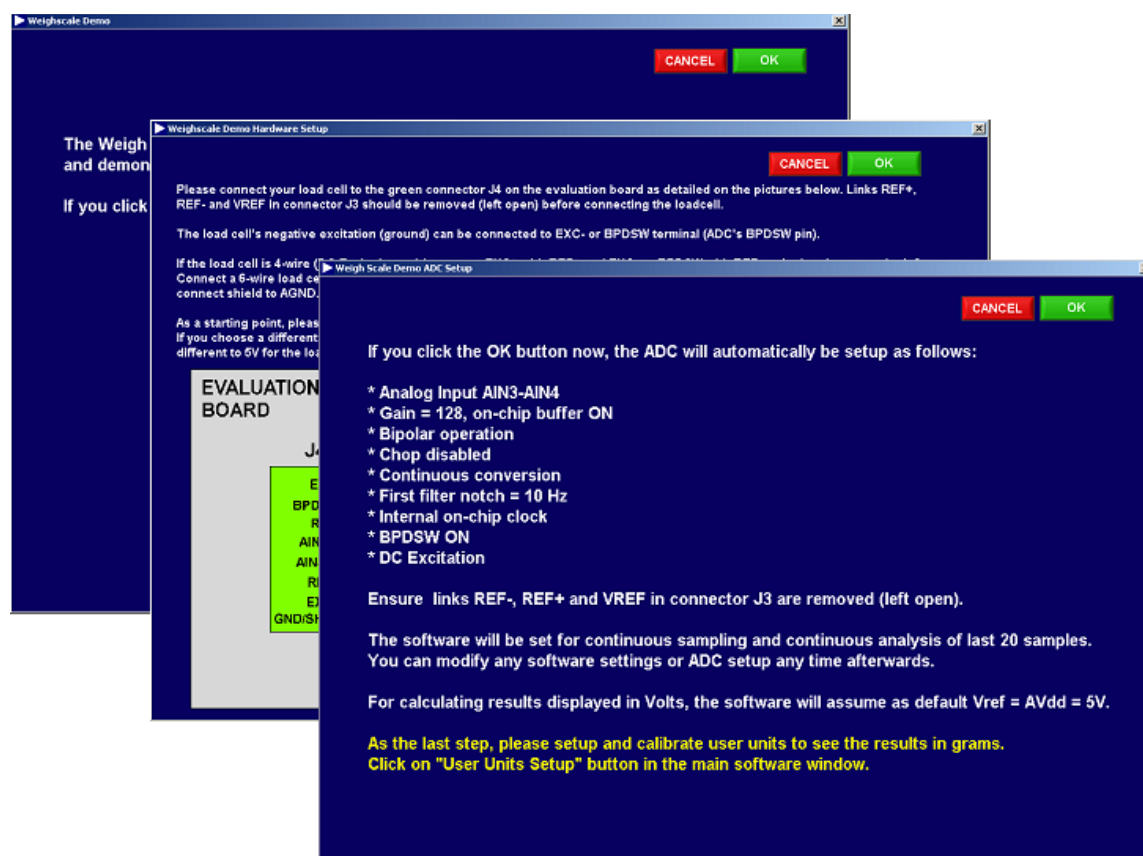 Weighscale Demo
CANCEL OK
The Weigh
and demon
If you click
Weighscale Demo Hardware Setup
CANCEL OK
Please connect your load cell to the green connector J4 on the evaluation board as detailed on the pictures below. Links REF+,
REF- and VREF in connector J3 should be removed (left open) before connecting the loadcell.
The load cell's negative excitation (ground) can be connected to EXC- or BPDSW terminal (ADC's BPDSW pin).
If the load cell is 4-wire
Connect a 6-wire load ce
connect shield to AGND.
As a starting point, pleas
If you choose a different
different to 5V for the loa
EVALUATION
BOARD
J4
E
BPD
R
AIN
AIN
RE
EX
GND/SH
Weigh Scale Demo ADC Setup
CANCEL OK
If you click the OK button now, the ADC will automatically be setup as follows:
* Analog Input AIN3-AIN4
* Gain = 128, on-chip buffer ON
* Bipolar operation
* Chop disabled
* Continuous conversion
* First filter notch = 10 Hz
* Internal on-chip clock
* BPDSW ON
* DC Excitation
Ensure links REF-, REF+ and VREF in connector J3 are removed (left open).
The software will be set for continuous sampling and continuous analysis of last 20 samples.
You can modify any software settings or ADC setup any time afterwards.
For calculating results displayed in Volts, the software will assume as default Vref = AVdd = 5V.
As the last step, please setup and calibrate user units to see the results in grams.
Click on "User Units Setup" button in the main software window.